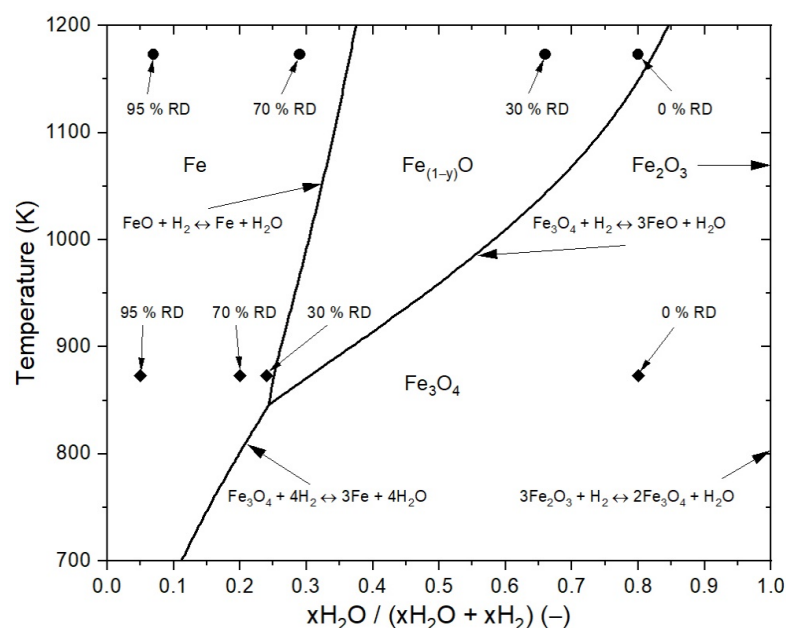 1200
95 % RD
70 % RD
30 % RD
0 % RD
1100
Fe
Fe₍₁₋y₎O
Fe₂O₃
FeO + H₂ ↔ Fe + H₂O
Fe₃O₄ + H₂ ↔ 3FeO + H₂O
1000
Temperature (K)
95 % RD
70 % RD
30 % RD
0 % RD
900
Fe₃O₄
800
Fe₃O₄ + 4H₂ ↔ 3Fe + 4H₂O
3Fe₂O₃ + H₂ ↔ 2Fe₃O₄ + H₂O
700
0.0 0.1 0.2 0.3 0.4 0.5 0.6 0.7 0.8 0.9 1.0
xH₂O / (xH₂O + xH₂) (–)